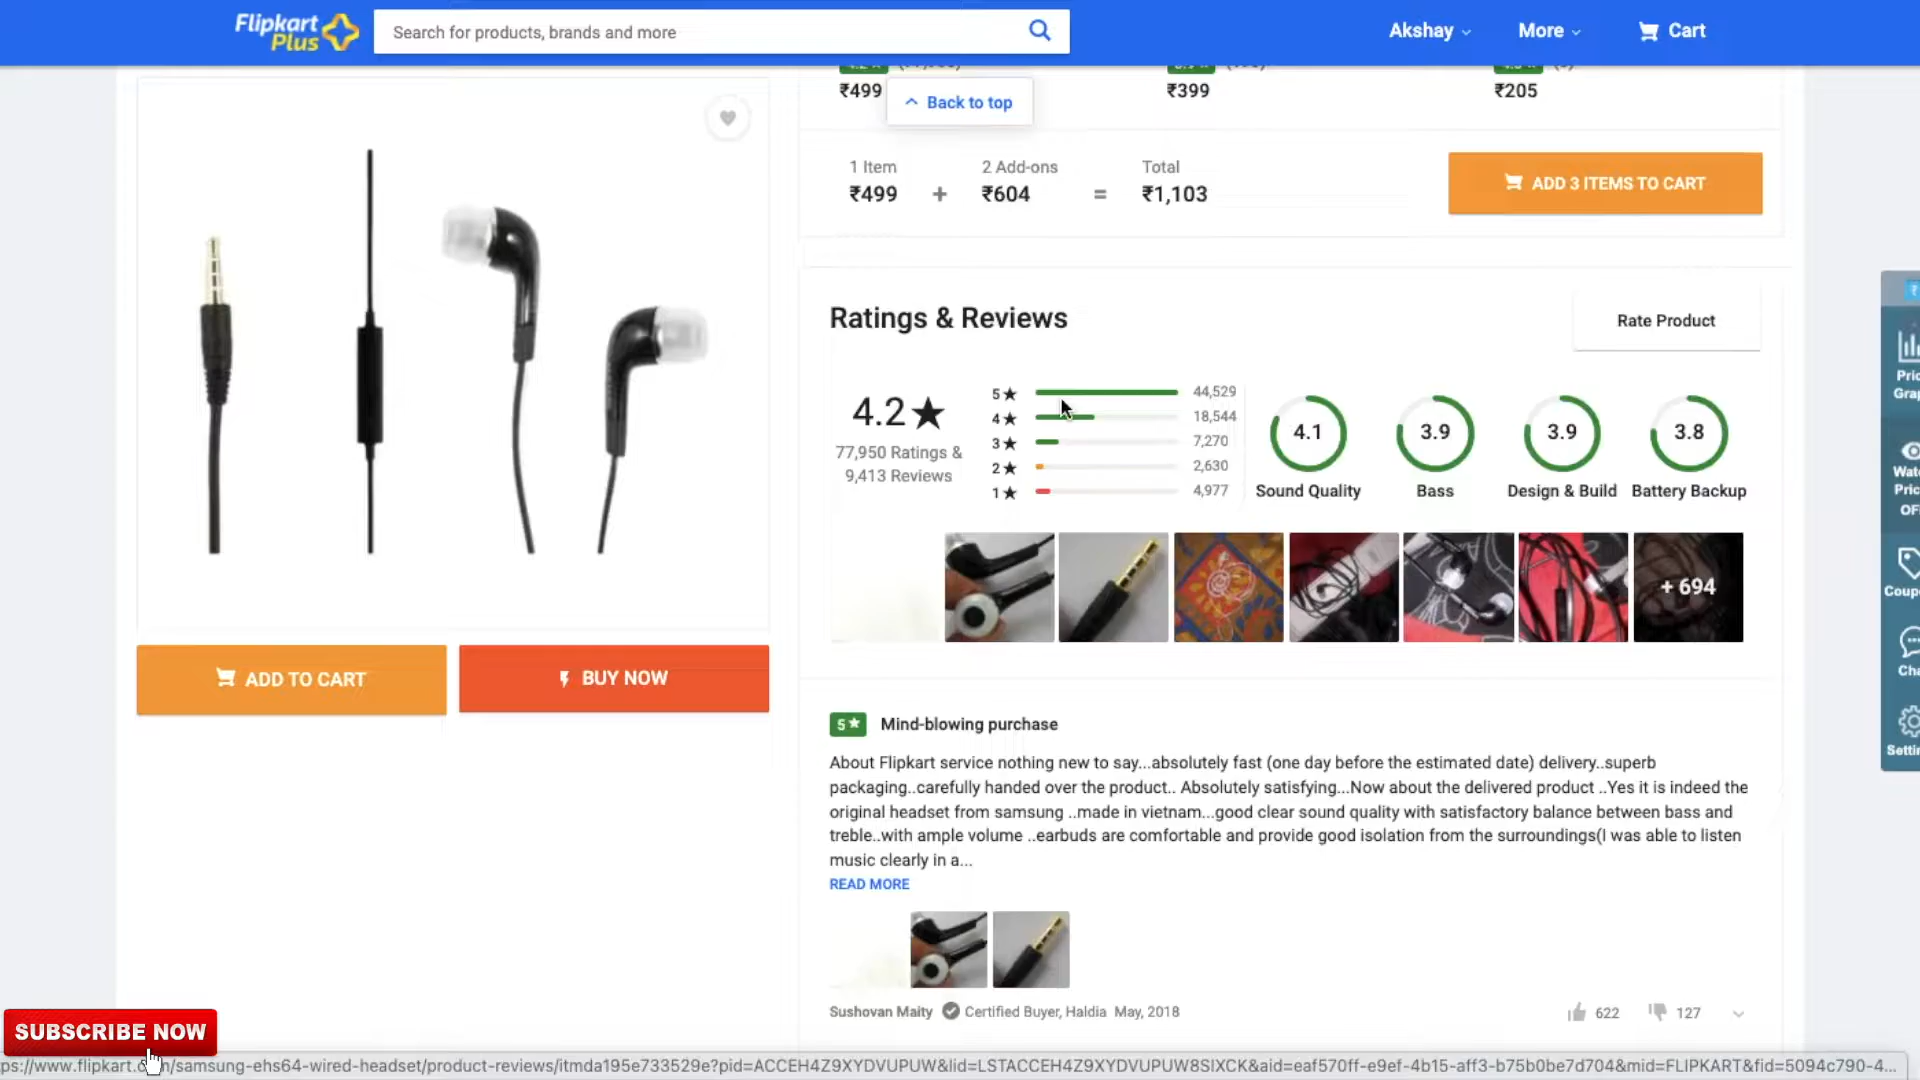 Flipkart
Plus
Search for products, brands and more
Akshay
More
Cart
₹499
₹399
₹205
Back to top
1 Item
2 Add-ons
Total
₹499
+
₹604
=
₹1,103
ADD 3 ITEMS TO CART
Ratings & Reviews
Rate Product
4.2★
77,950 Ratings &
9,413 Reviews
5★ 44,529
4★ 18,544
3★ 7,270
2★ 2,630
1★ 4,977
4.1
3.9
3.9
3.8
Sound Quality
Bass
Design & Build
Battery Backup
+ 694
ADD TO CART
BUY NOW
5★ Mind-blowing purchase
About Flipkart service nothing new to say...absolutely fast (one day before the estimated date) delivery..superb
packaging..carefully handed over the product.. Absolutely satisfying...Now about the delivered product ..Yes it is indeed the
original headset from samsung ..made in vietnam...good clear sound quality with satisfactory balance between bass and
treble..with ample volume ..earbuds are comfortable and provide good isolation from the surroundings(I was able to listen
music clearly in a...
READ MORE
Sushovan Maity Certified Buyer, Haldia May, 2018
622
127
Pric
Grap
Wat
Pric
OF
Coup
Cha
Settin
SUBSCRIBE NOW
ps://www.flipkart.c m/samsung-ehs64-wired-headset/product-reviews/itmda195e733529e?pid=ACCEH4Z9XYDVUPUW&lid=LSTACCEH4Z9XYDVUPUW8SIXCK&aid=eaf570ff-e9ef-4b15-aff3-b75b0be7d704&mid=FLIPKART&fid=5094c790-4...